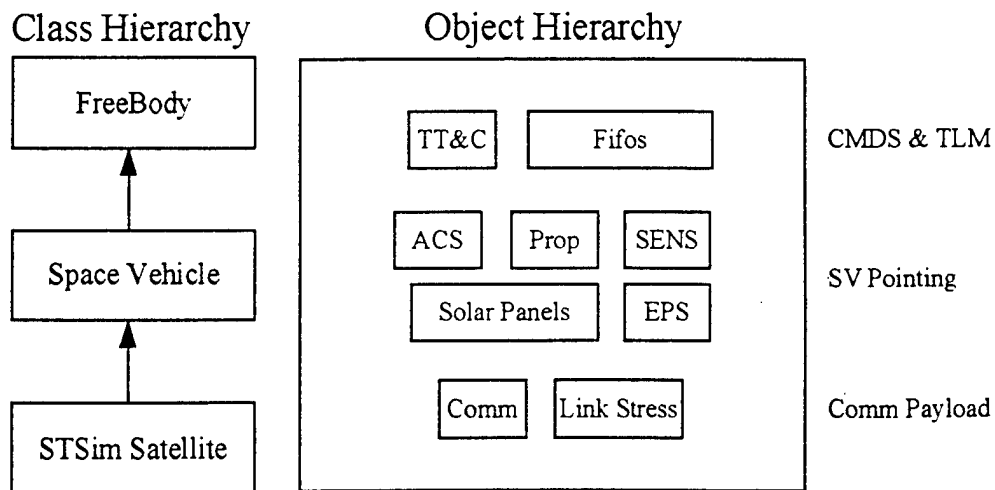 Class Hierarchy
Object Hierarchy
FreeBody
TT&C
Fifos
CMDS & TLM
Space Vehicle
ACS
Prop
SENS
SV Pointing
Solar Panels
EPS
STSim Satellite
Comm
Link Stress
Comm Payload